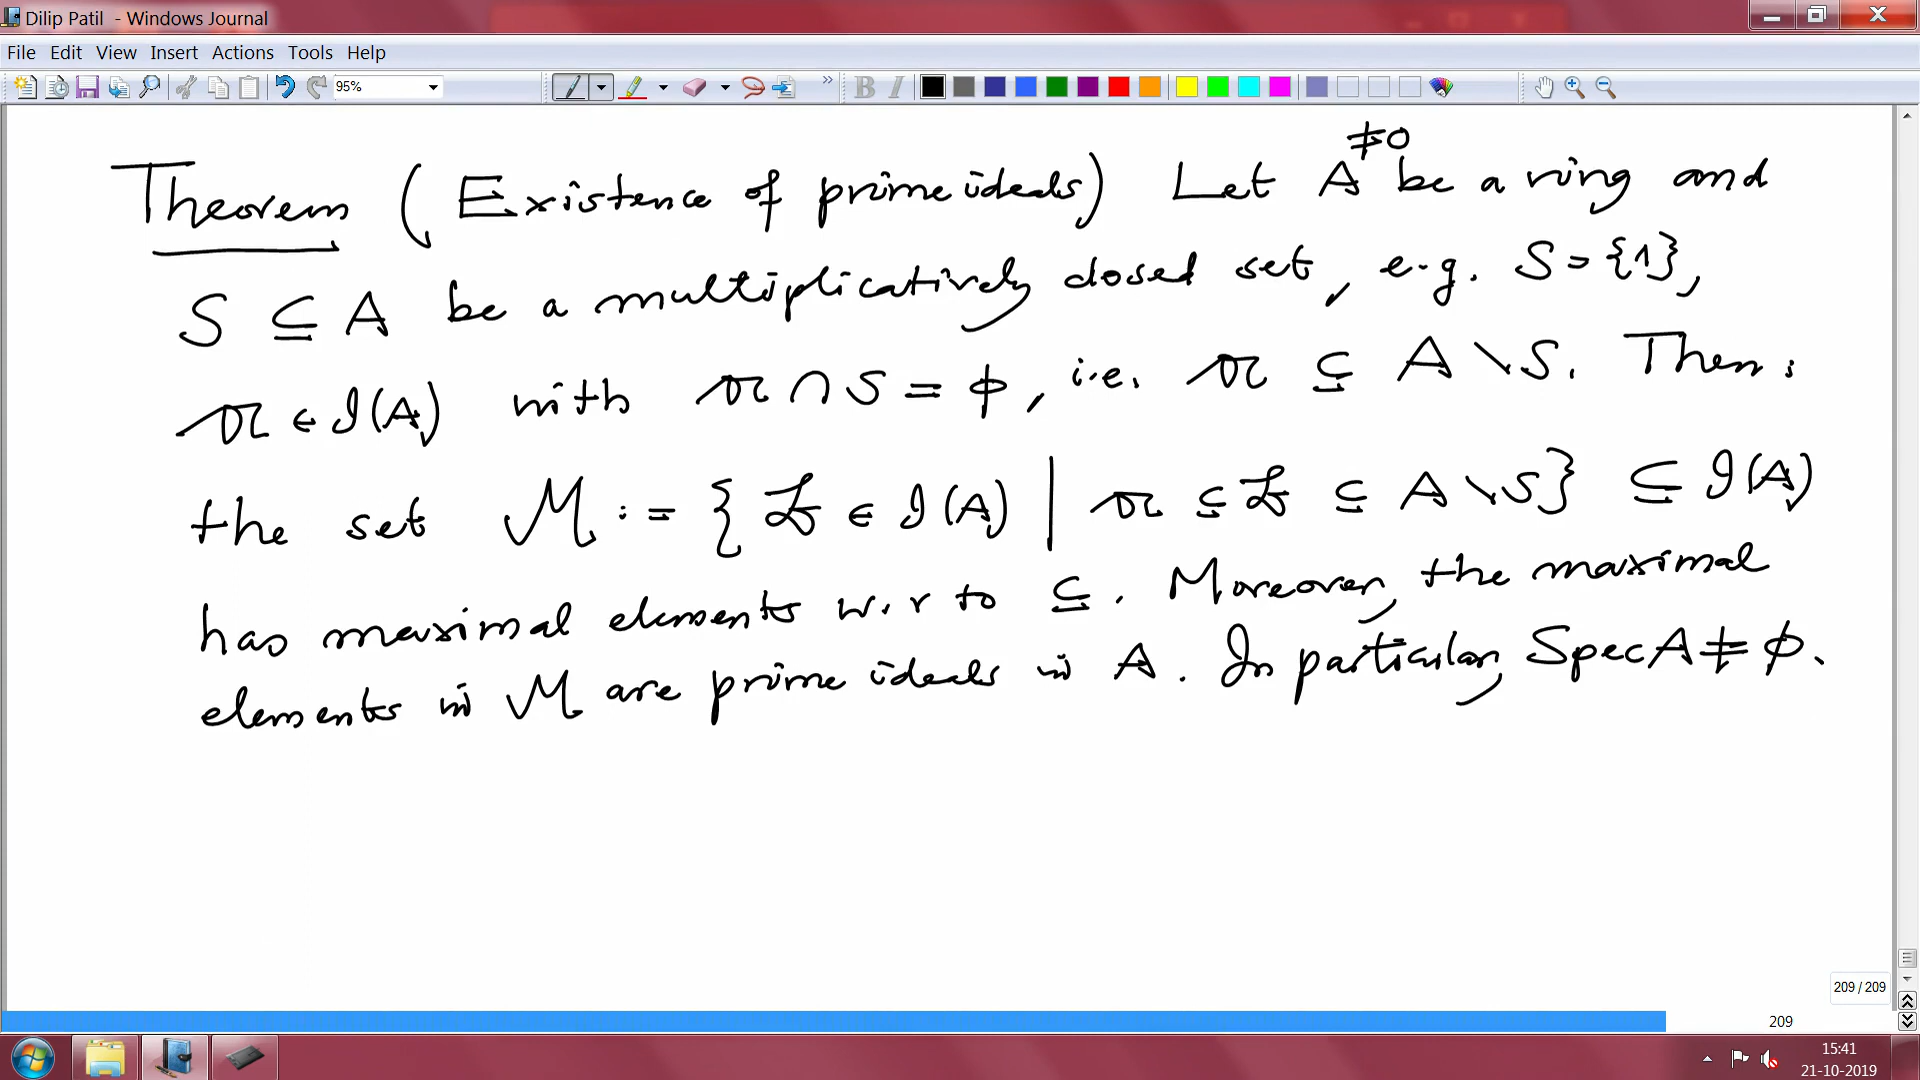 Dilip Patil - Windows Journal
File Edit View Insert Actions Tools Help
95%
≠0
Theorem (Existence of prime ideals) Let A be a ring and
S ⊆ A be a multiplicatively closed set, e.g. S = {1},
𝔞 ∈ 𝓘(A) with 𝔞 ∩ S = ϕ, i.e. 𝔞 ⊆ A \ S. Then:
the set 𝓜 := { 𝔟 ∈ 𝓘(A) | 𝔞 ⊆ 𝔟 ⊆ A \ S } ⊆ 𝓘(A)
has maximal elements w.r to ⊆. Moreover, the maximal
elements in 𝓜 are prime ideals in A. In particular, Spec A ≠ ϕ.
209 / 209
209
15:41
21-10-2019